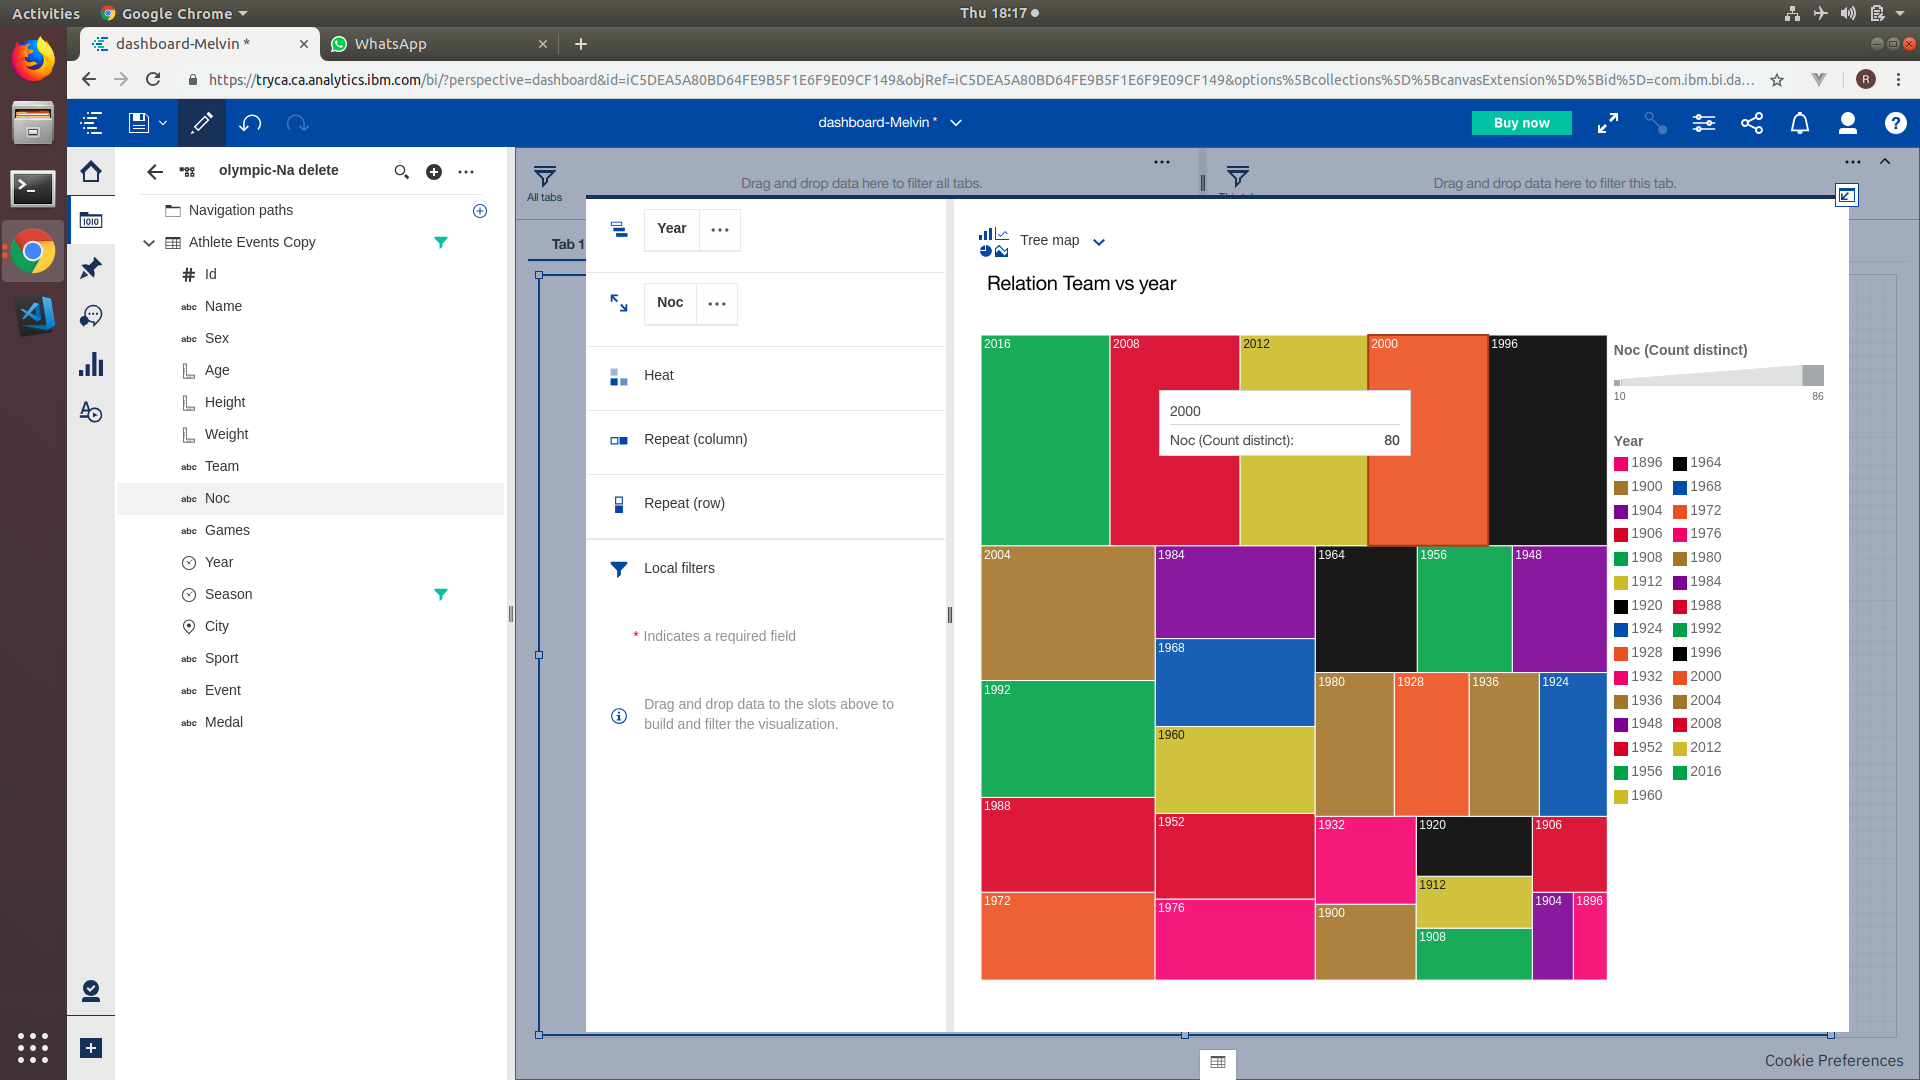 Activities
Google Chrome
Thu 18:17
dashboard-Melvin *
WhatsApp
https://tryca.ca.analytics.ibm.com/bi/?perspective=dashboard&id=iC5DEA5A80BD64FE9B5F1E6F9E09CF149&objRef=iC5DEA5A80BD64FE9B5F1E6F9E09CF149&options%5Bcollections%5D%5BcanvasExtension%5D%5Bid%5D=com.ibm.bi.da...
R
dashboard-Melvin *
Buy now
olympic-Na delete
Navigation paths
Athlete Events Copy
Id
abc Name
abc Sex
Age
Height
Weight
abc Team
abc Noc
abc Games
Year
Season
City
abc Sport
abc Event
abc Medal
All tabs
Drag and drop data here to filter all tabs.
Drag and drop data here to filter this tab.
Tab 1
Year
Noc
Heat
Repeat (column)
Repeat (row)
Local filters
* Indicates a required field
Drag and drop data to the slots above to
build and filter the visualization.
Tree map
Relation Team vs year
2016
2008
2012
2000
1996
2000
Noc (Count distinct): 80
2004
1984
1964
1956
1948
1968
1992
1980
1928
1936
1924
1960
1988
1952
1932
1920
1906
1912
1972
1976
1900
1904
1896
1908
Noc (Count distinct)
10 86
Year
1896 1964
1900 1968
1904 1972
1906 1976
1908 1980
1912 1984
1920 1988
1924 1992
1928 1996
1932 2000
1936 2004
1948 2008
1952 2012
1956 2016
1960
Cookie Preferences